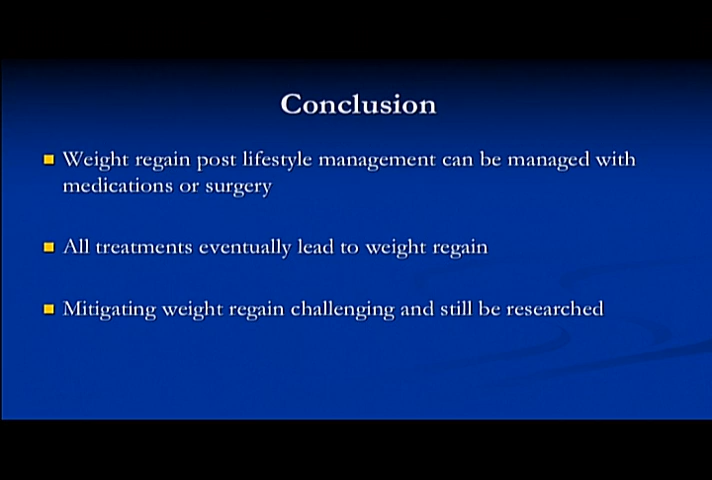 Conclusion
Weight regain post lifestyle management can be managed with
medications or surgery
All treatments eventually lead to weight regain
Mitigating weight regain challenging and still be researched